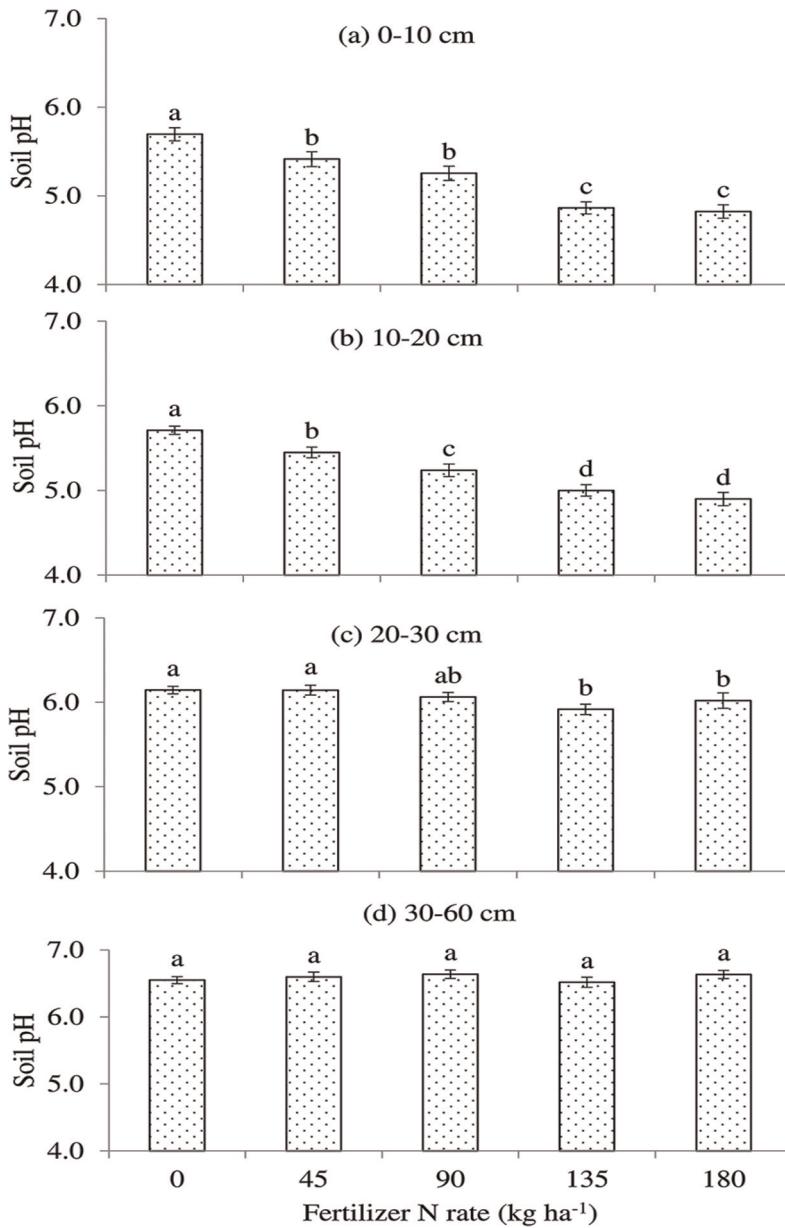 (a) 0-10 cm
Soil pH
7.0
6.0
5.0
4.0
a
b
b
c
c
(b) 10-20 cm
Soil pH
7.0
6.0
5.0
4.0
a
b
c
d
d
(c) 20-30 cm
Soil pH
7.0
6.0
5.0
4.0
a
a
ab
b
b
(d) 30-60 cm
Soil pH
7.0
6.0
5.0
4.0
a
a
a
a
a
0 45 90 135 180
Fertilizer N rate (kg ha⁻¹)